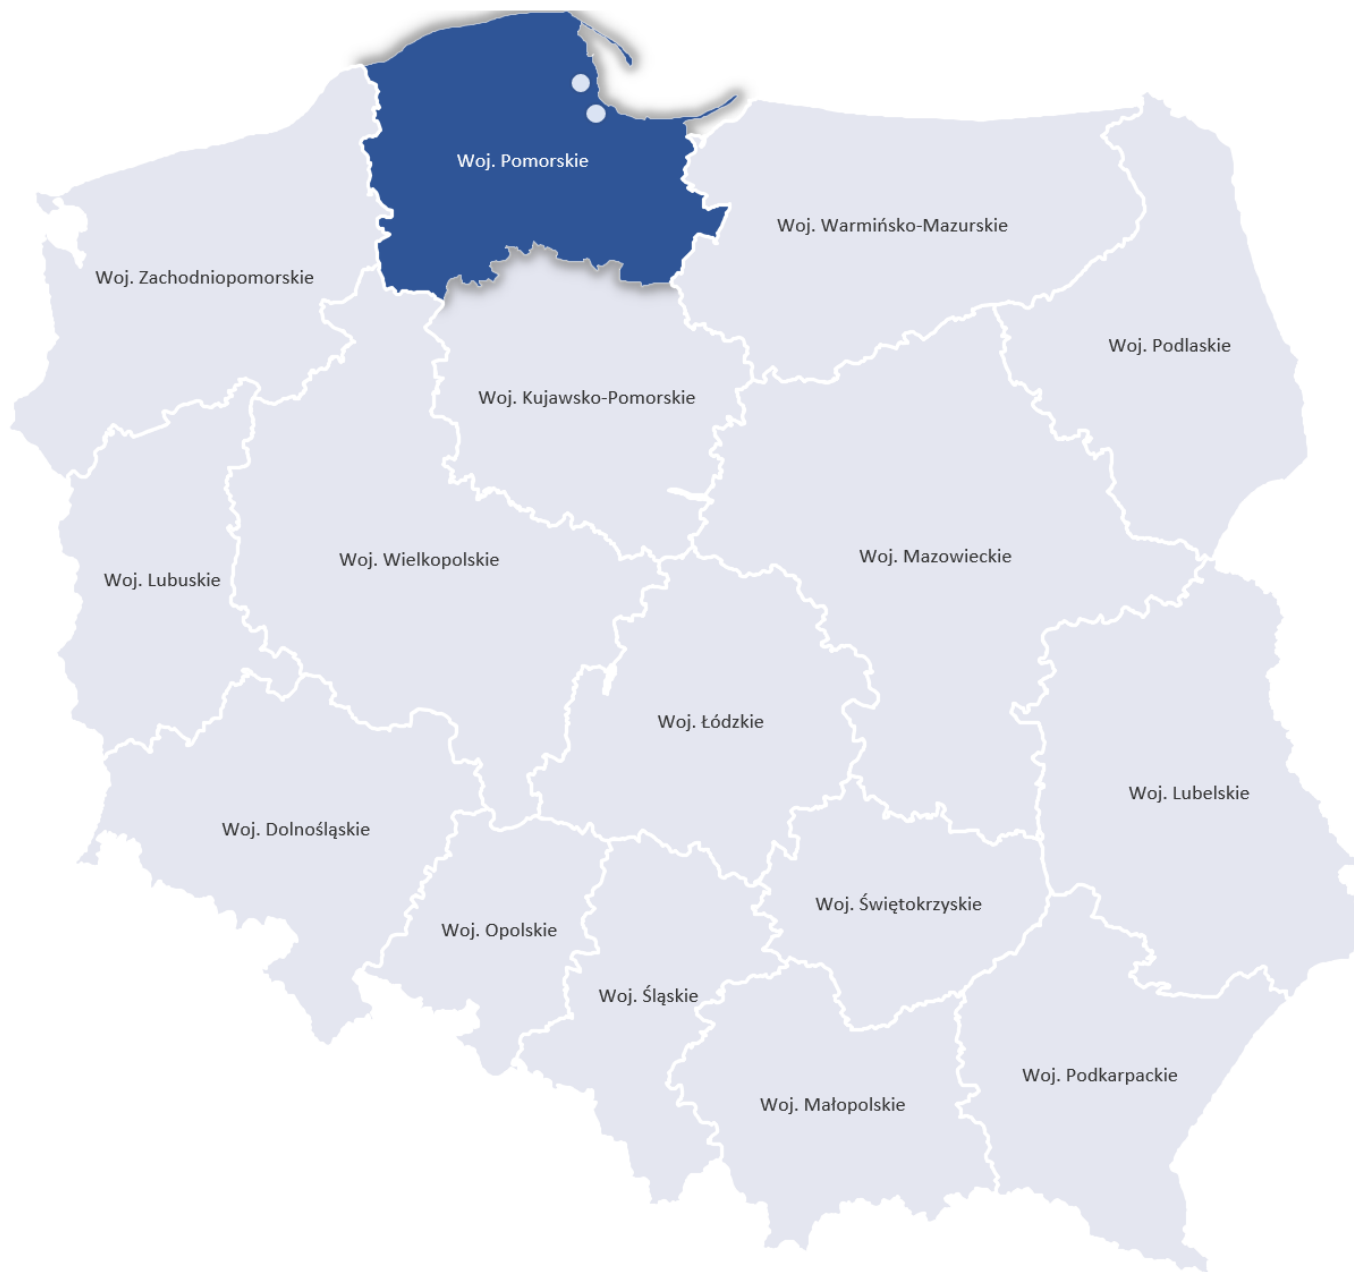 Woj. Pomorskie
Woj. Warmińsko-Mazurskie
Woj. Zachodniopomorskie
Woj. Podlaskie
Woj. Kujawsko-Pomorskie
Woj. Mazowieckie
Woj. Wielkopolskie
Woj. Lubuskie
Woj. Łódzkie
Woj. Lubelskie
Woj. Dolnośląskie
Woj. Świętokrzyskie
Woj. Opolskie
Woj. Śląskie
Woj. Podkarpackie
Woj. Małopolskie